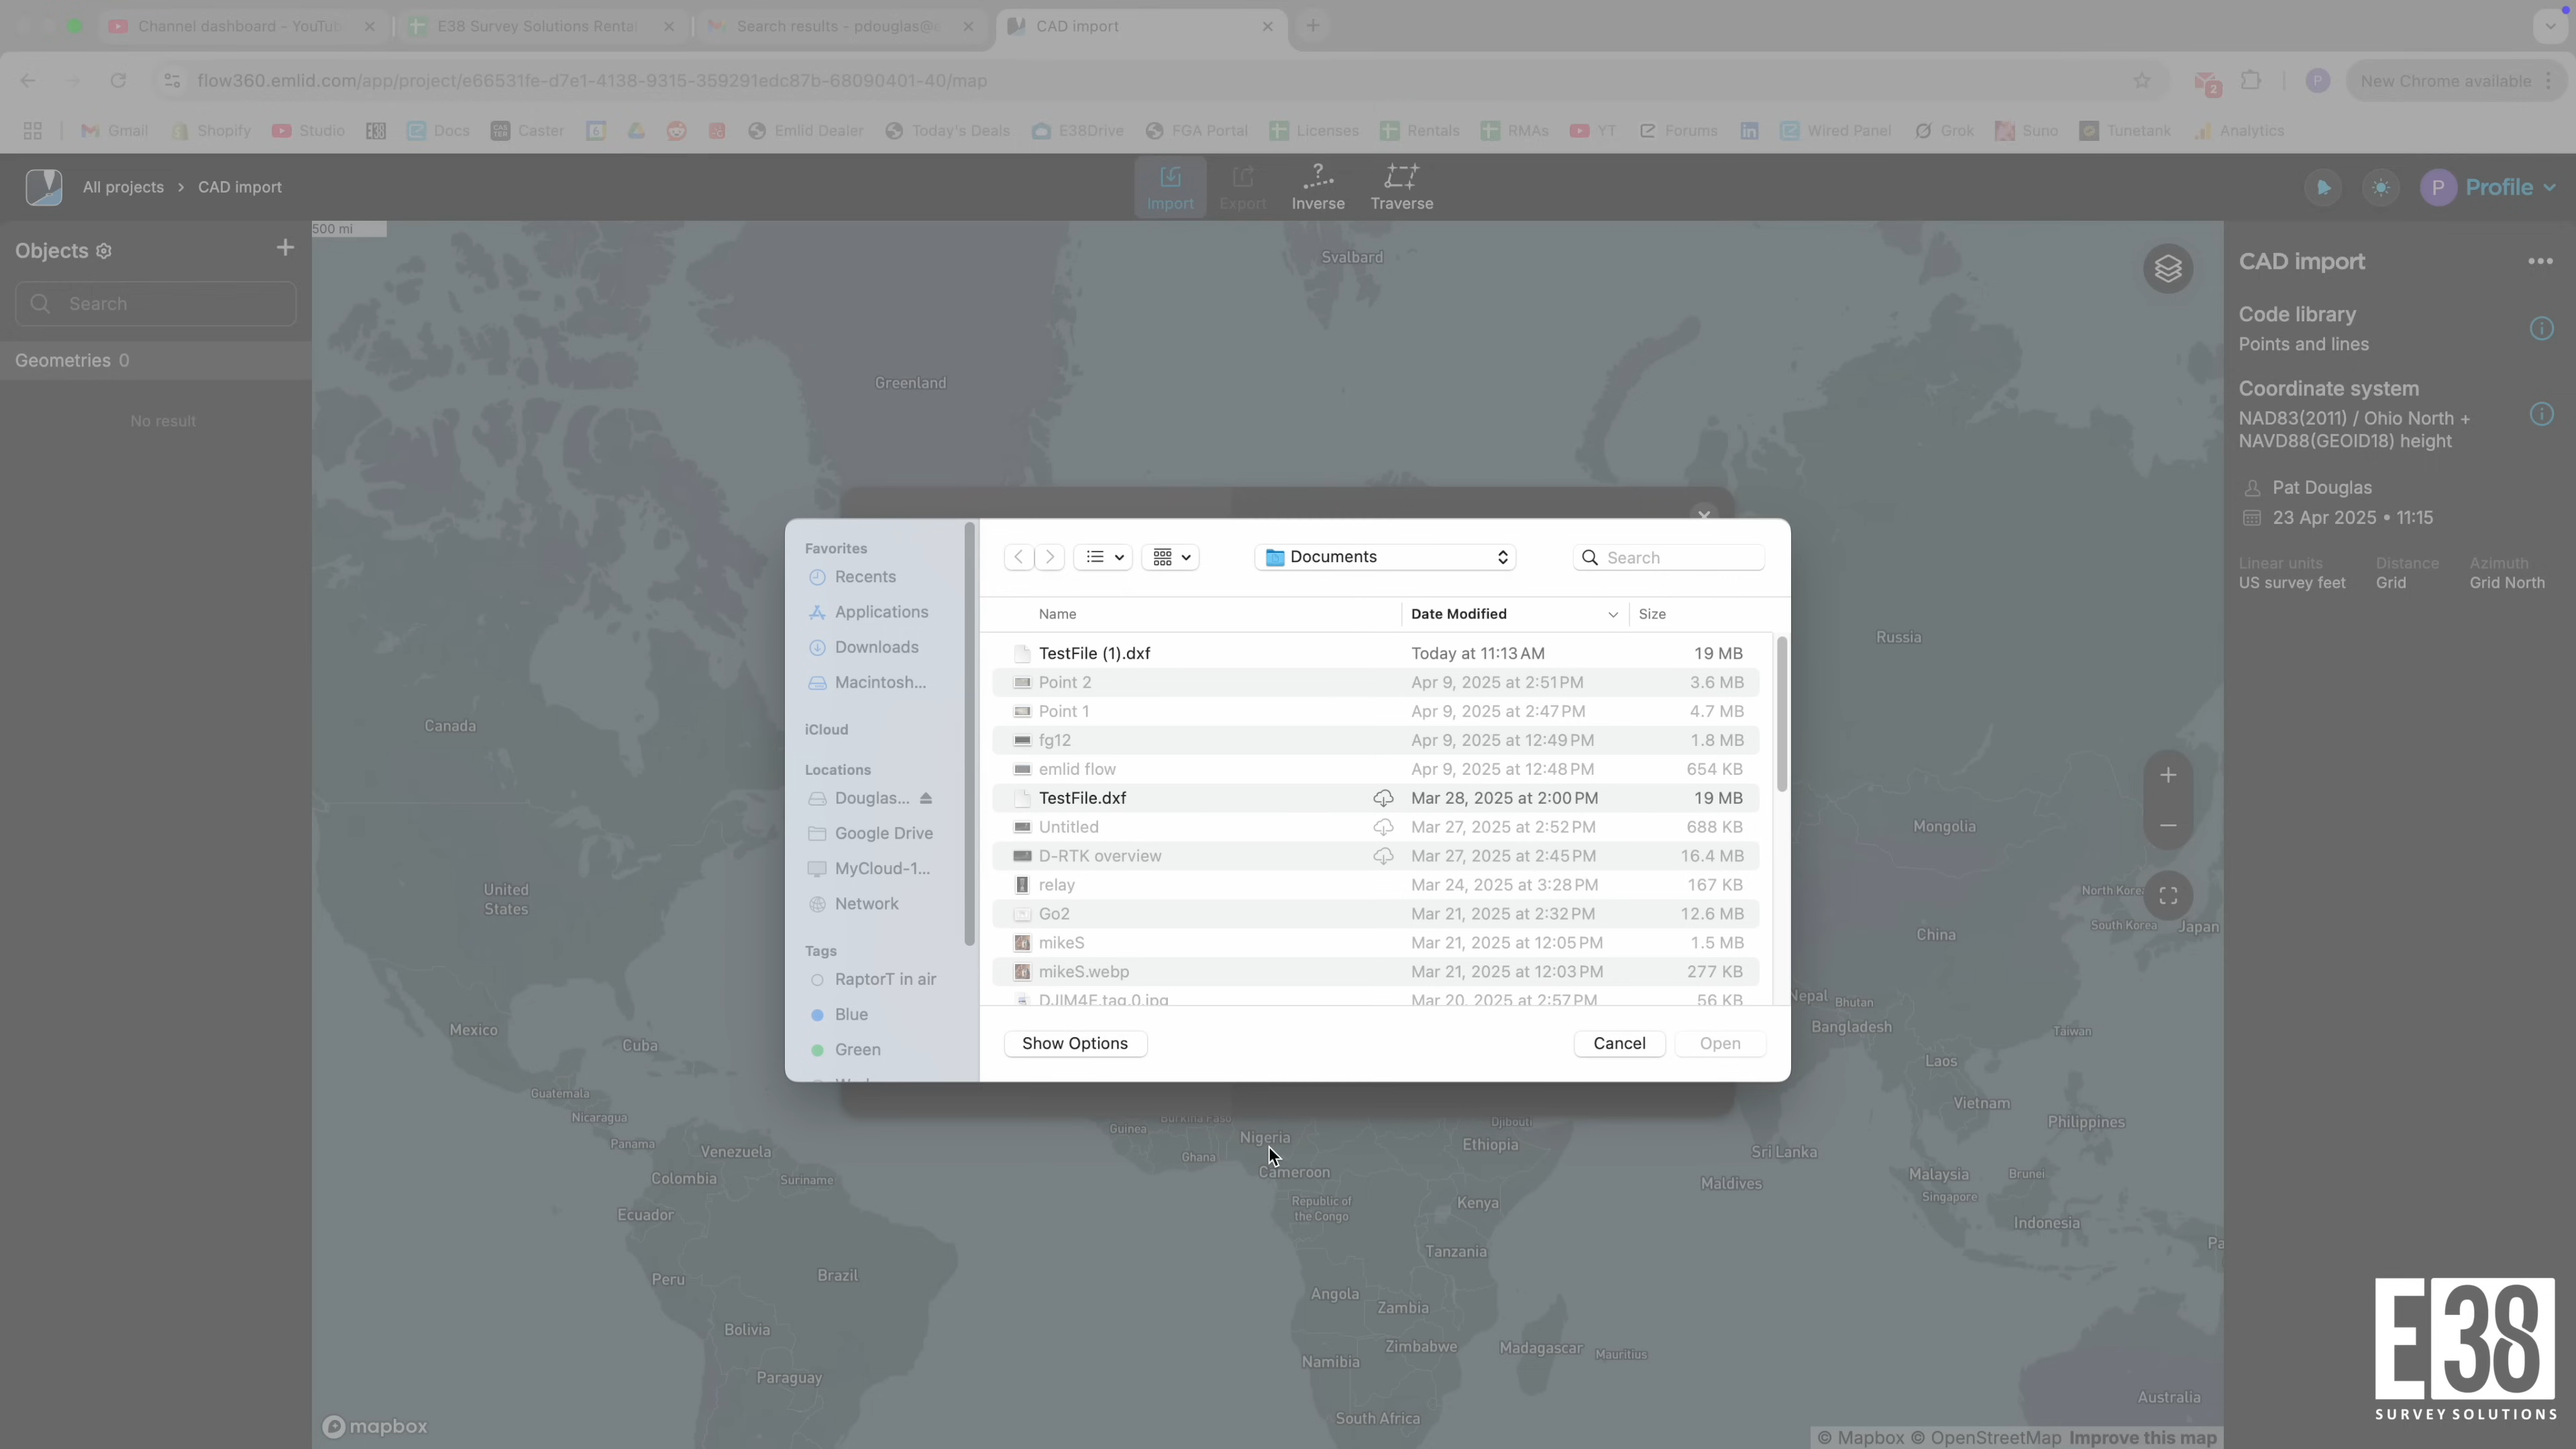 Channel dashboard - YouTub
E38 Survey Solutions Rental
Search results - pdouglas@e
CAD import
flow360.emlid.com/app/project/e66531fe-d7e1-4138-9315-359291edc87b-68090401-40/map
2
P
New Chrome available
Gmail
Shopify
Studio
E38
Docs
Caster
6
Emlid Dealer
Today's Deals
E38Drive
FGA Portal
Licenses
Rentals
RMAs
YT
Forums
Wired Panel
Grok
Suno
Tunetank
Analytics
All projects › CAD import
Import
Export
Inverse
Traverse
P Profile
Objects
Search
Geometries 0
No result
500 mi
Svalbard
Greenland
Russia
Canada
United
States
Mongolia
North Kore
South Korea
Japan
China
Nepal
Bhutan
Bangladesh
Taiwan
Mexico
Cuba
Laos
Guatemala
Nicaragua
Panama
Venezuela
Colombia
Suriname
Ecuador
Peru
Brazil
Bolivia
Paraguay
Guinea
Burkina Faso
Nigeria
Ghana
Cameroon
Djibouti
Ethiopia
Republic of
the Congo
Kenya
Tanzania
Angola
Zambia
Zimbabwe
Namibia
Madagascar
Mauritius
South Africa
Sri Lanka
Maldives
Vietnam
Philippines
Malaysia
Brunei
Singapore
Indonesia
Pa
Australia
Favorites
Recents
Applications
Downloads
Macintosh...
iCloud
Locations
Douglas...
Google Drive
MyCloud-1...
Network
Tags
RaptorT in air
Blue
Green
Documents
Search
Name Date Modified Size
TestFile (1).dxf Today at 11:13 AM 19 MB
Point 2 Apr 9, 2025 at 2:51 PM 3.6 MB
Point 1 Apr 9, 2025 at 2:47 PM 4.7 MB
fg12 Apr 9, 2025 at 12:49 PM 1.8 MB
emlid flow Apr 9, 2025 at 12:48 PM 654 KB
TestFile.dxf Mar 28, 2025 at 2:00 PM 19 MB
Untitled Mar 27, 2025 at 2:52 PM 688 KB
D-RTK overview Mar 27, 2025 at 2:45 PM 16.4 MB
relay Mar 24, 2025 at 3:28 PM 167 KB
Go2 Mar 21, 2025 at 2:32 PM 12.6 MB
mikeS Mar 21, 2025 at 12:05 PM 1.5 MB
mikeS.webp Mar 21, 2025 at 12:03 PM 277 KB
Mar 20, 2025 at 2:57 PM 56 KB
Show Options
Cancel
Open
CAD import
Code library
Points and lines
Coordinate system
NAD83(2011) / Ohio North +
NAVD88(GEOID18) height
Pat Douglas
23 Apr 2025 • 11:15
Linear units Distance Azimuth
US survey feet Grid Grid North
mapbox
© Mapbox © OpenStreetMap Improve this map
E38
SURVEY SOLUTIONS